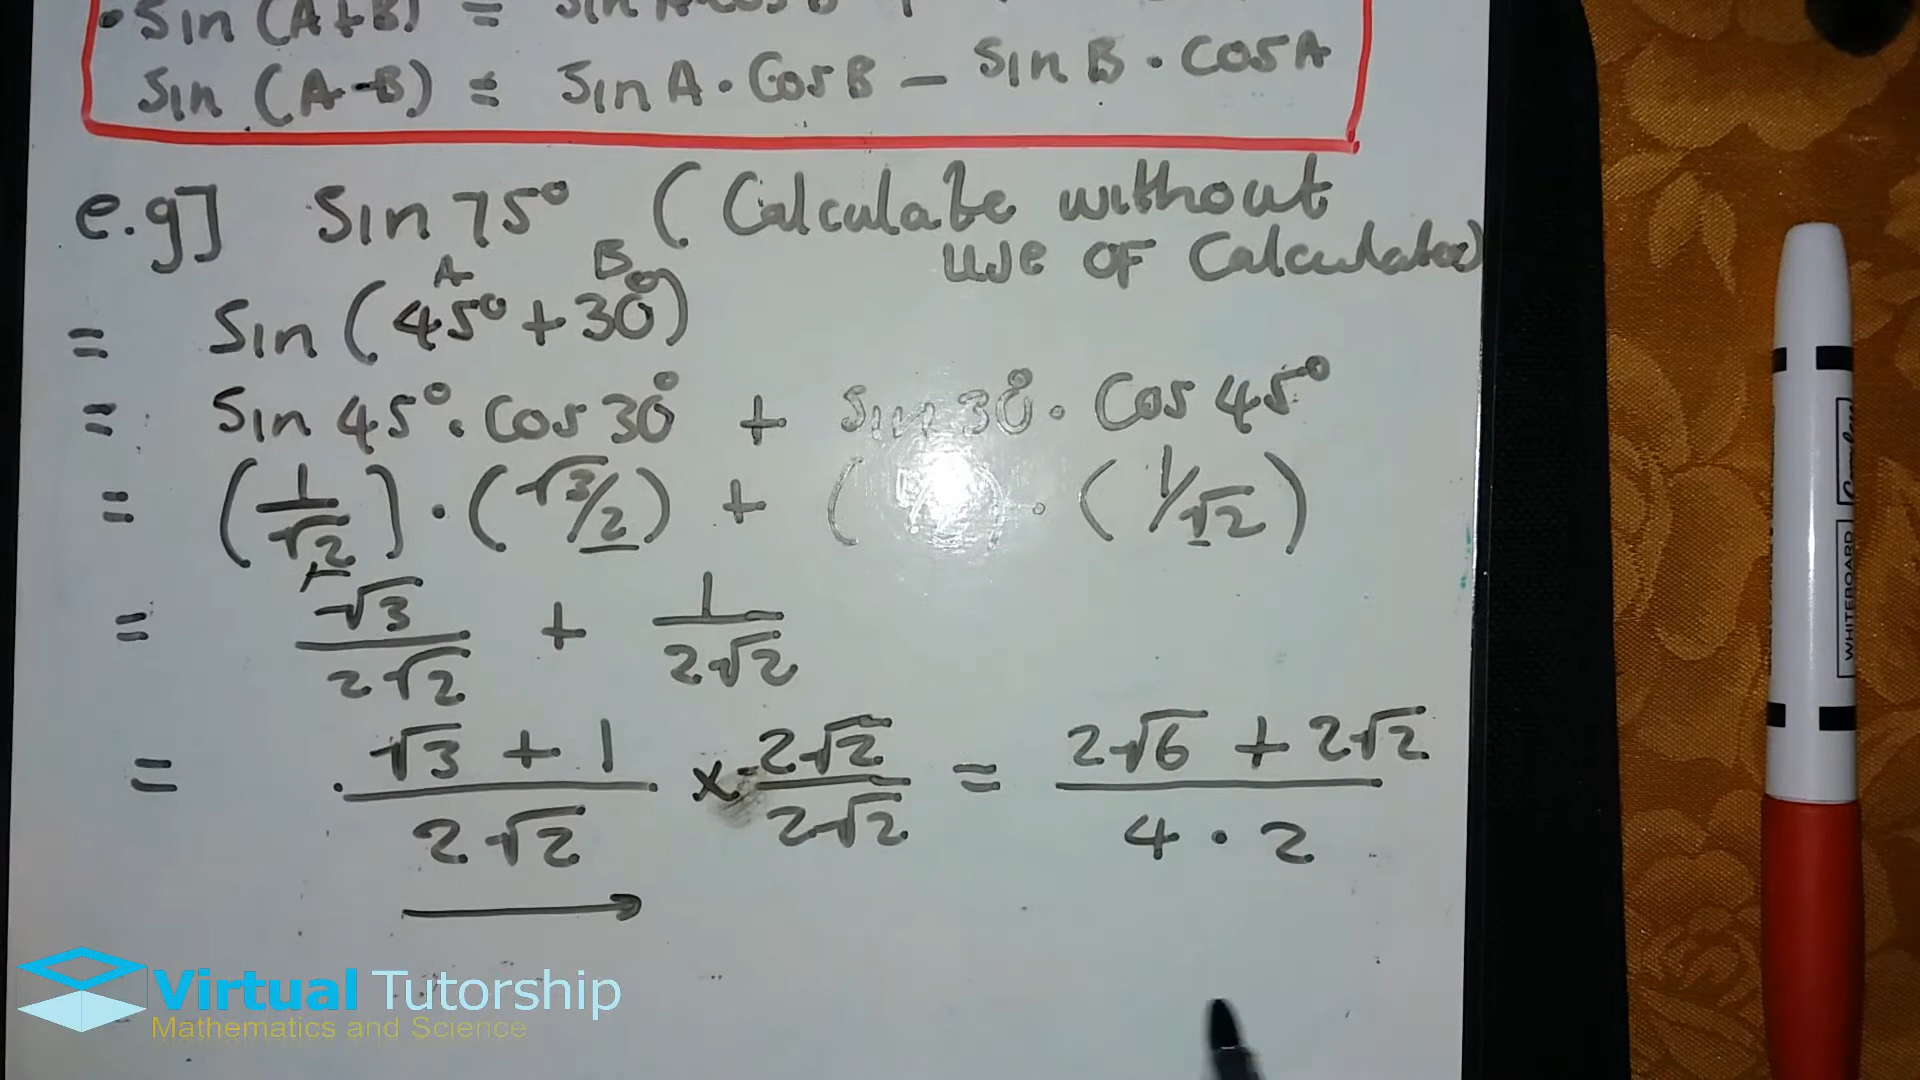 • Sin (A+B) =
Sin (A-B) = Sin A . Cos B - Sin B . Cos A
e.g] Sin 75° (Calculate without
use OF Calculator)
A B
= Sin (45° + 30°)
= Sin 45° . Cos 30° + Sin 30° . Cos 45°
= (1/√2) . (√3/2) + ( . (1/√2)
= √3/2√2 + 1/2√2
= √3 + 1/2√2 × 2√2/2√2 = 2√6 + 2√2/4 . 2
Virtual Tutorship
Mathematics and Science
WHITEBOARD